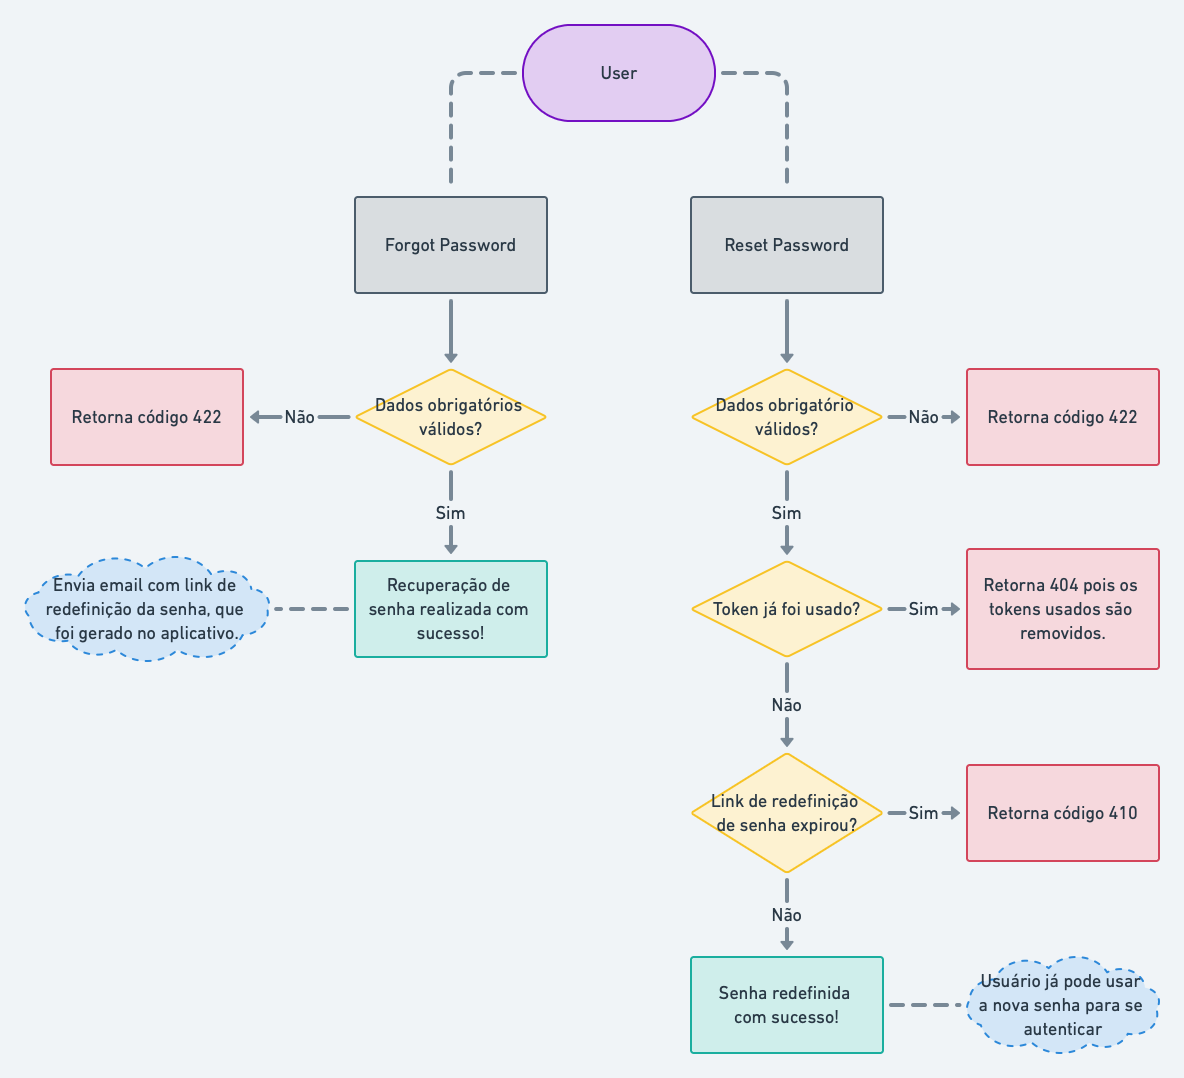 User
Forgot Password
Reset Password
Retorna código 422
Não
Dados obrigatórios
válidos?
Dados obrigatório
válidos?
Não
Retorna código 422
Sim
Sim
Envia email com link de
redefinição da senha, que
foi gerado no aplicativo.
Recuperação de
senha realizada com
sucesso!
Token já foi usado?
Sim
Retorna 404 pois os
tokens usados são
removidos.
Não
Link de redefinição
de senha expirou?
Sim
Retorna código 410
Não
Senha redefinida
com sucesso!
Usuário já pode usar
a nova senha para se
autenticar